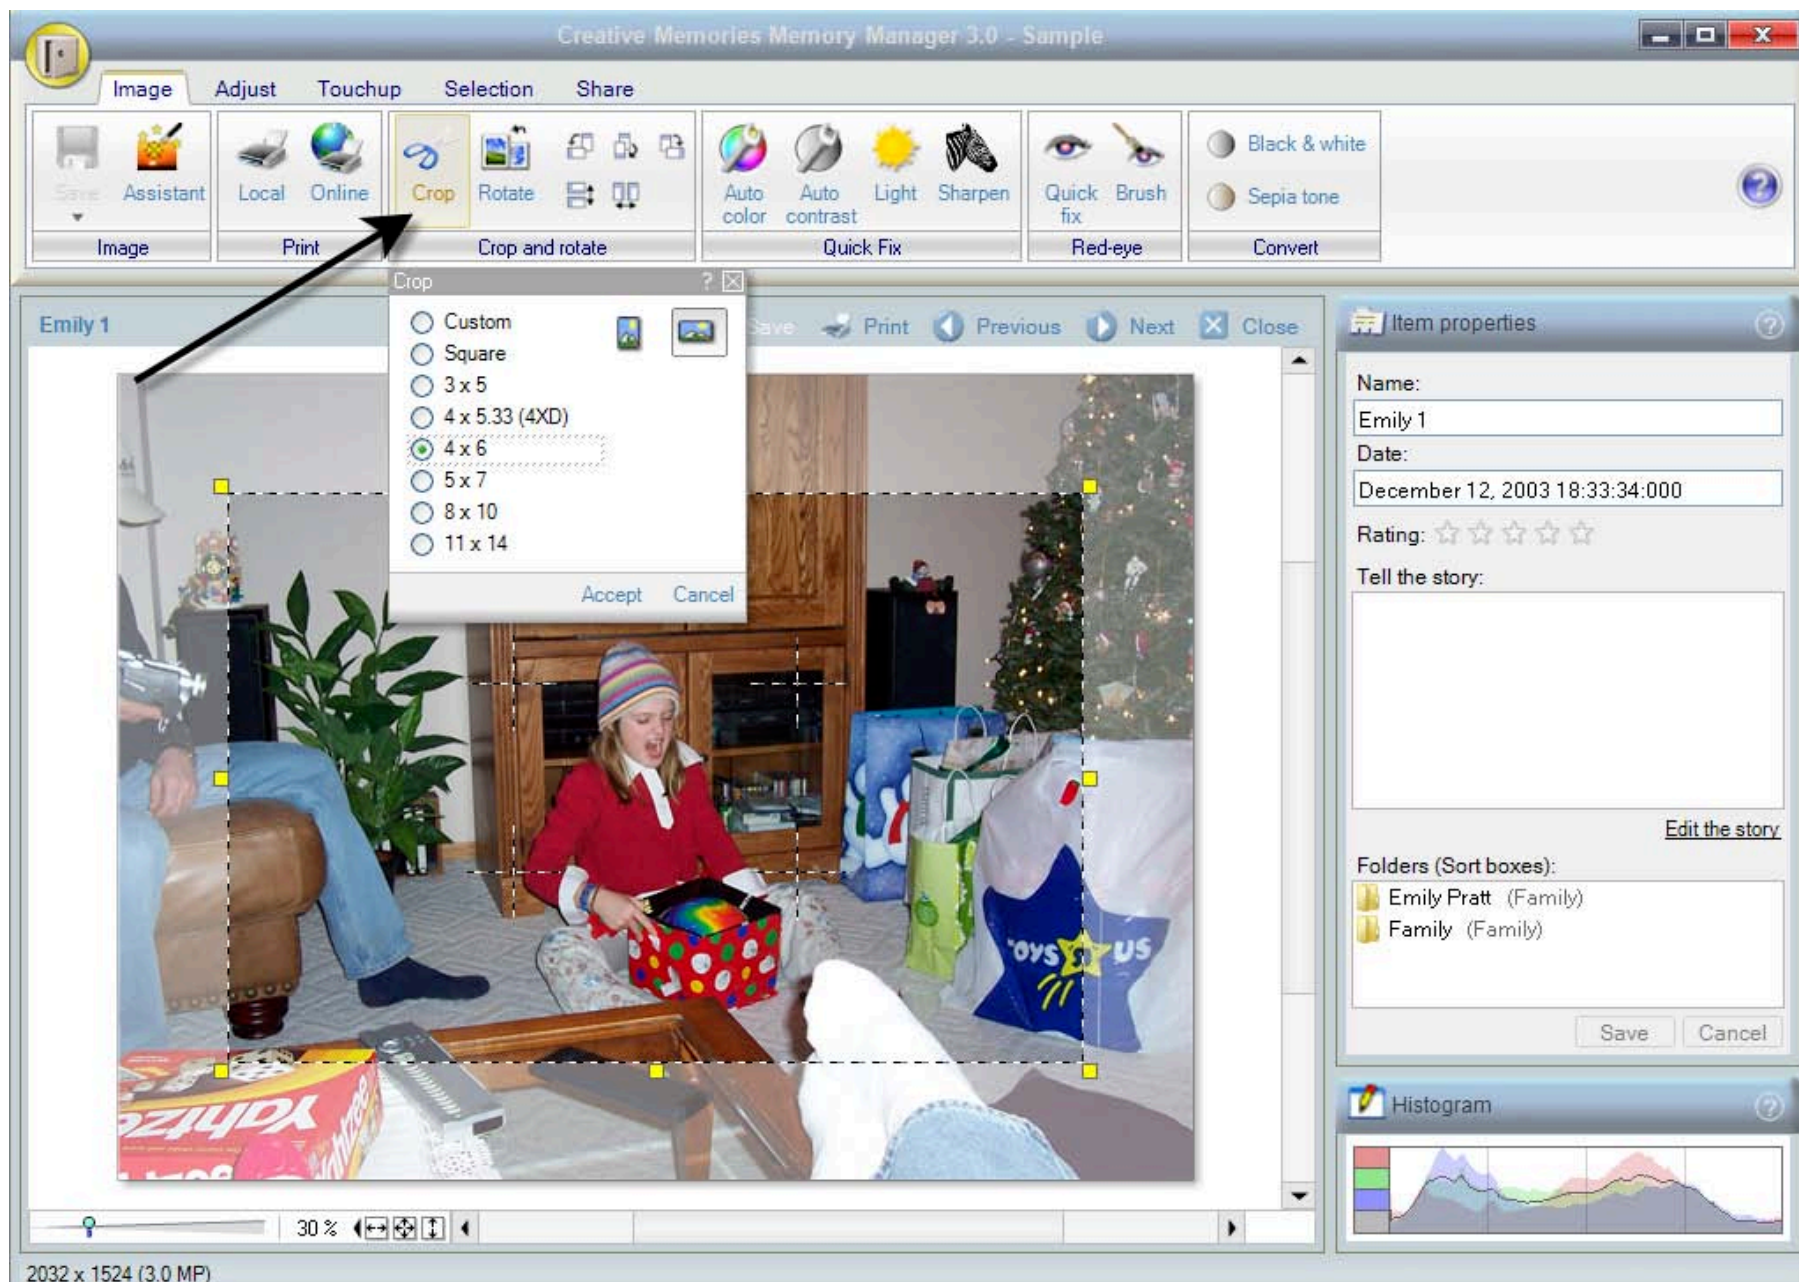 Creative Memories Memory Manager 3.0 - Sample
Image Adjust Touchup Selection Share
Save Assistant Local Online Crop Rotate Auto color Auto contrast Light Sharpen Quick fix Brush
Black & white
Sepia tone
Image Print Crop and rotate Quick Fix Red-eye Convert
Crop ?
Custom
Square
3 x 5
4 x 5.33 (4XD)
4 x 6
5 x 7
8 x 10
11 x 14
Accept Cancel
Emily 1 Save Print Previous Next Close
Yahtzee
Yahtzee
TOYS R US
30 %
2032 x 1524 (3.0 MP)
Item properties
Name:
Emily 1
Date:
December 12, 2003 18:33:34:000
Rating:
Tell the story:
Edit the story
Folders (Sort boxes):
Emily Pratt (Family)
Family (Family)
Save Cancel
Histogram